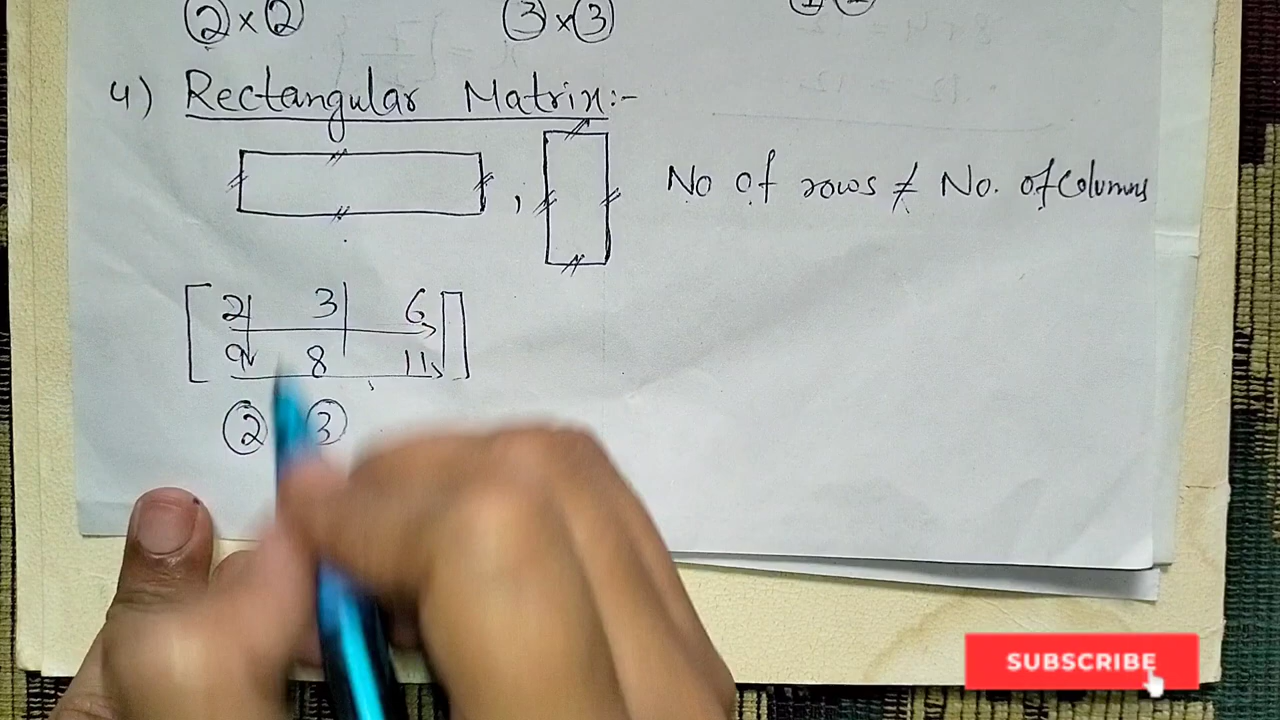 2 × 2 3 × 3
4) Rectangular Matrix:-
, No of rows ≠ No. of Columns
2 3 6
9 8 11
2 3
SUBSCRIBE